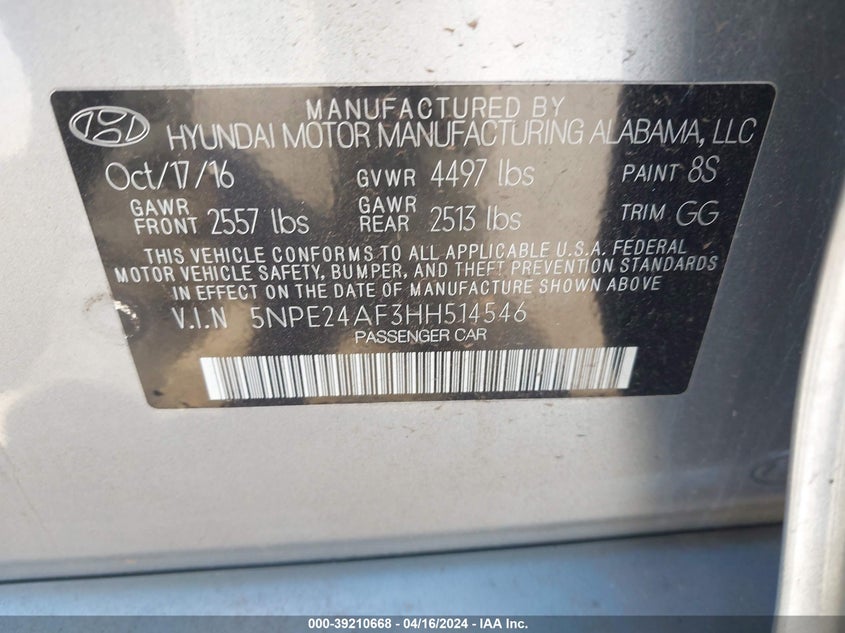 MANUFACTURED BY
HYUNDAI MOTOR MANUFACTURING ALABAMA, LLC
Oct/17/16 GVWR 4497 lbs PAINT 8S
GAWR FRONT 2557 lbs GAWR REAR 2513 lbs TRIM GG
THIS VEHICLE CONFORMS TO ALL APPLICABLE U.S.A. FEDERAL
MOTOR VEHICLE SAFETY, BUMPER, AND THEFT PREVENTION STANDARDS
IN EFFECT ON THE DATE OF MANUFACTURE SHOWN ABOVE
V.I.N 5NPE24AF3HH514546
PASSENGER CAR
000-39210668 - 04/16/2024 - IAA Inc.